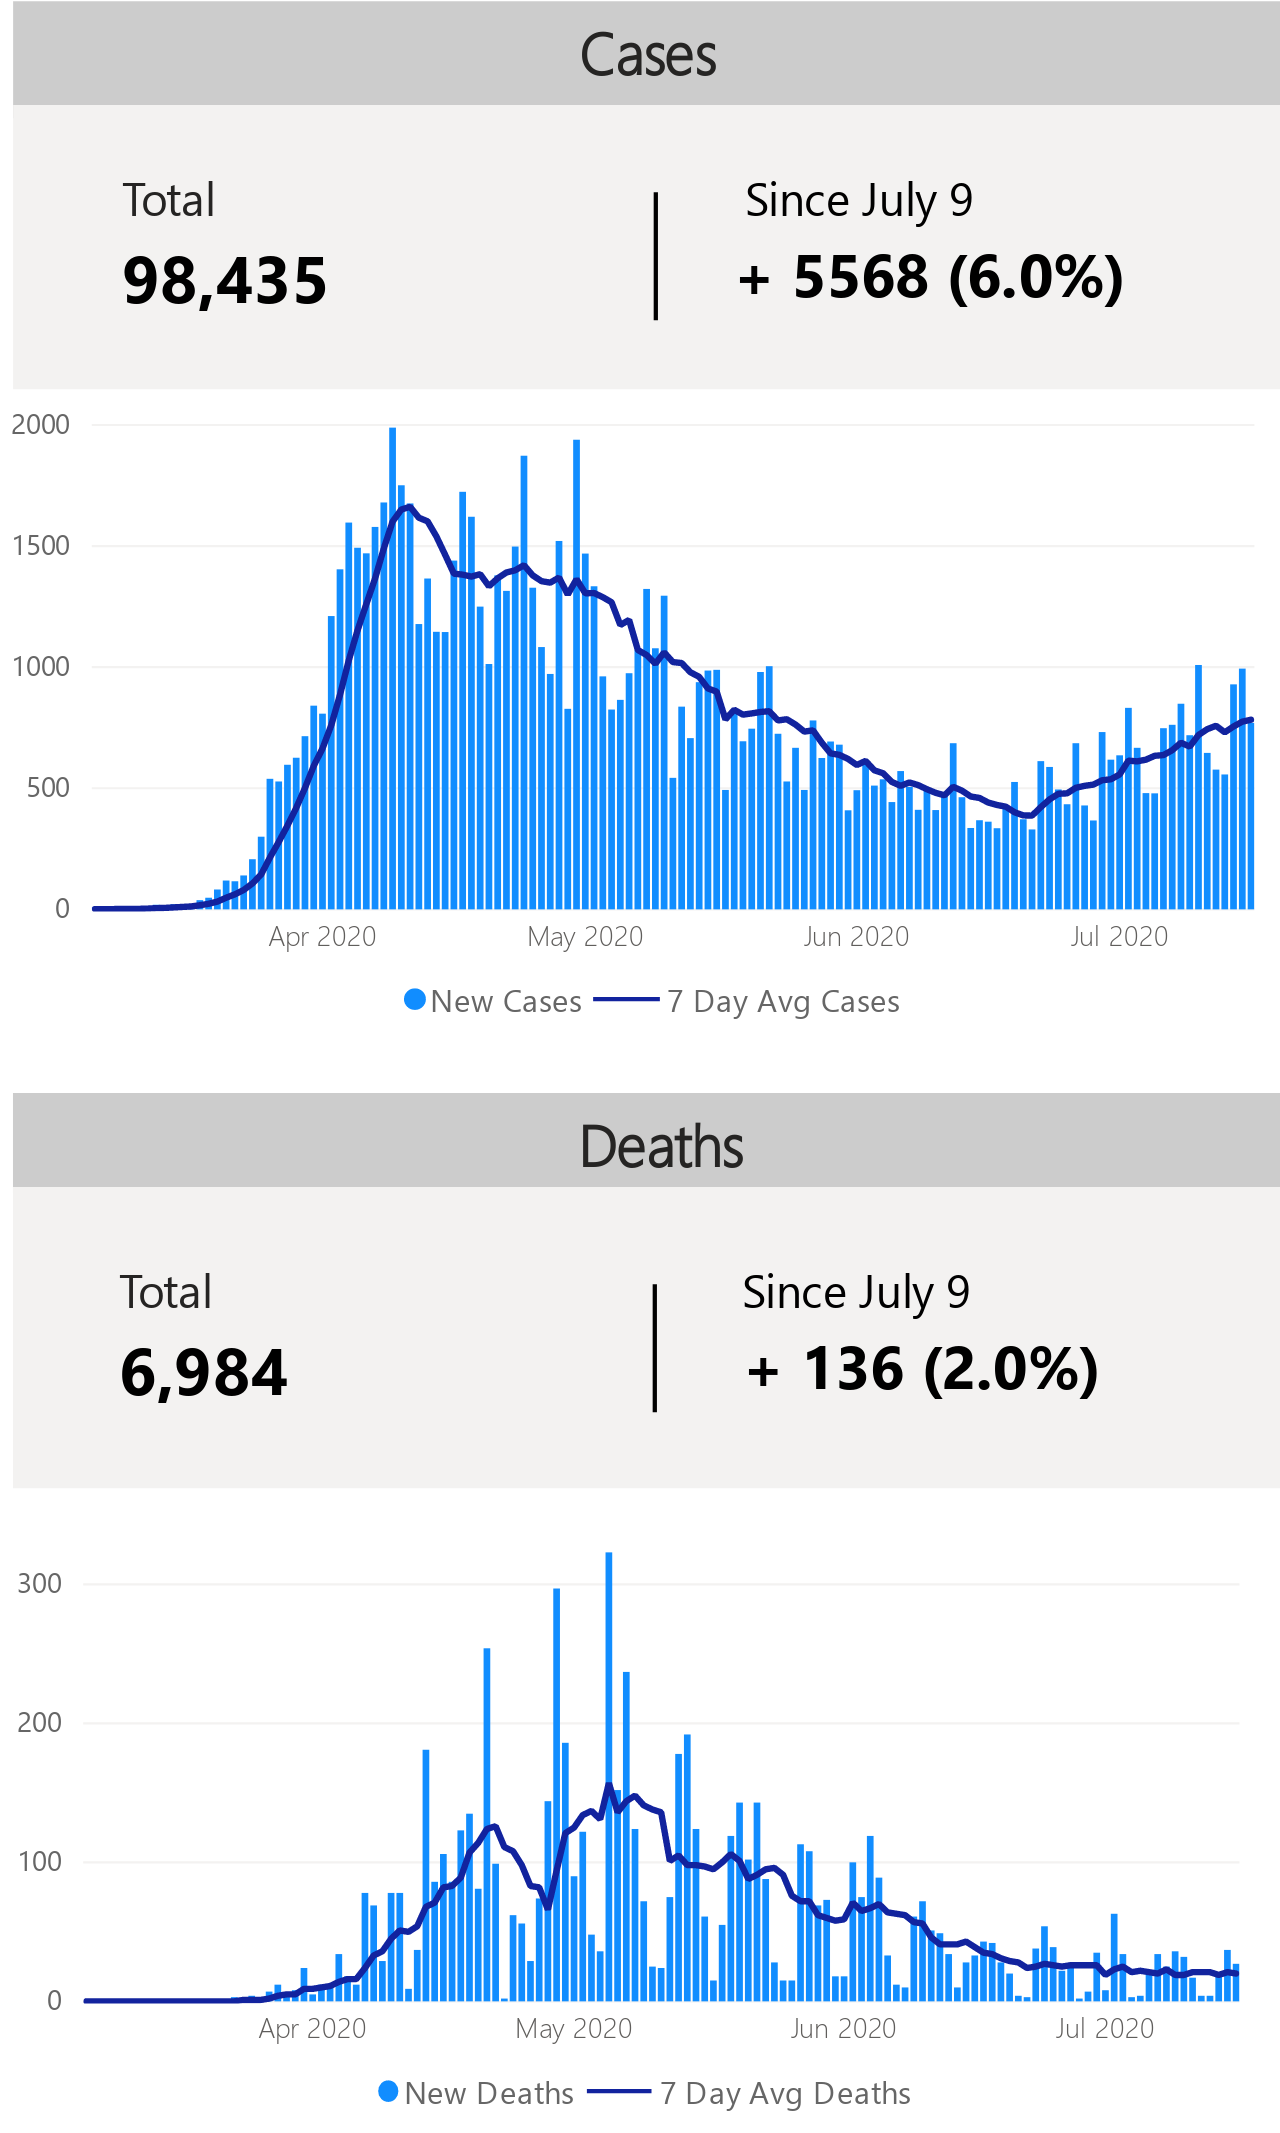 Cases
Total
Since July 9
98,435
+ 5568 (6.0%)
2000
1500
1000
500
0
Apr 2020
May 2020
Jun 2020
Jul 2020
New Cases
7 Day Avg Cases
Deaths
Total
Since July 9
6,984
+ 136 (2.0%)
300
200
100
0
Apr 2020
May 2020
Jun 2020
Jul 2020
New Deaths
7 Day Avg Deaths